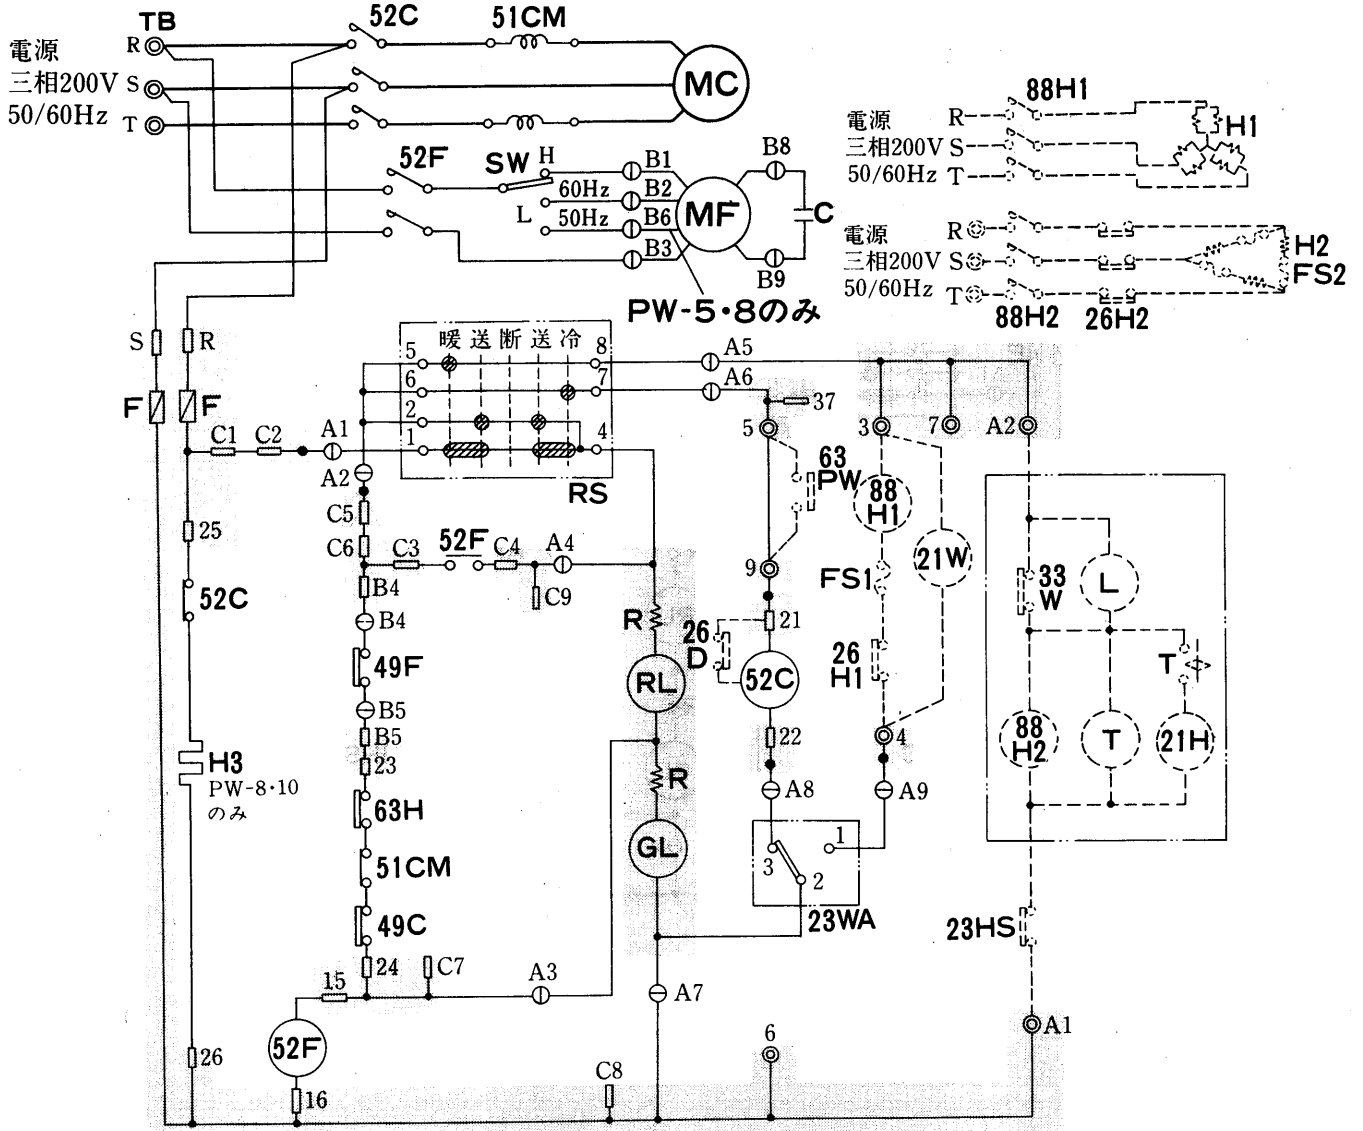 TB
電源
三相200V
50/60Hz
R
S
T
52C
51CM
MC
52F
SW
H
60Hz
L
50Hz
B1
B2
B6
B3
MF
B8
C
B9
PW-5・8のみ
電源
三相200V
50/60Hz
R
S
T
88H1
H1
電源
三相200V
50/60Hz
R
S
T
88H2
26H2
H2
FS2
S
R
F
F
暖 送 断 送 冷
5
8
6
7
2
1
4
RS
A5
A6
37
C1
C2
A1
A2
C5
C6
C3
52F
C4
A4
C9
B4
B4
49F
B5
B5
23
63H
51CM
49C
24
C7
15
A3
52F
16
25
52C
H3
PW-8・10
のみ
26
R
RL
R
GL
A7
C8
6
5
63
PW
9
21
26
D
52C
22
A8
3
1
2
23WA
3
7
A2
88
H1
21W
FS1
26
H1
4
A9
33
W
L
T
88
H2
T
21H
23HS
A1